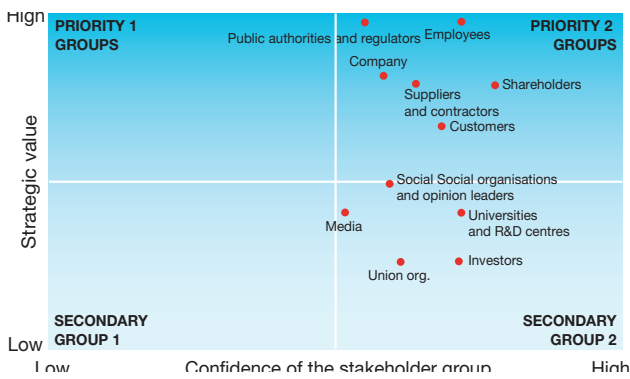 High
PRIORITY 1
GROUPS
PRIORITY 2
GROUPS
Public authorities and regulators
Employees
Company
Suppliers
and contractors
Shareholders
Customers
Strategic value
Social Social organisations
and opinion leaders
Media
Universities
and R&D centres
Union org.
Investors
SECONDARY
GROUP 1
SECONDARY
GROUP 2
Low
Low
Confidence of the stakeholder group
High